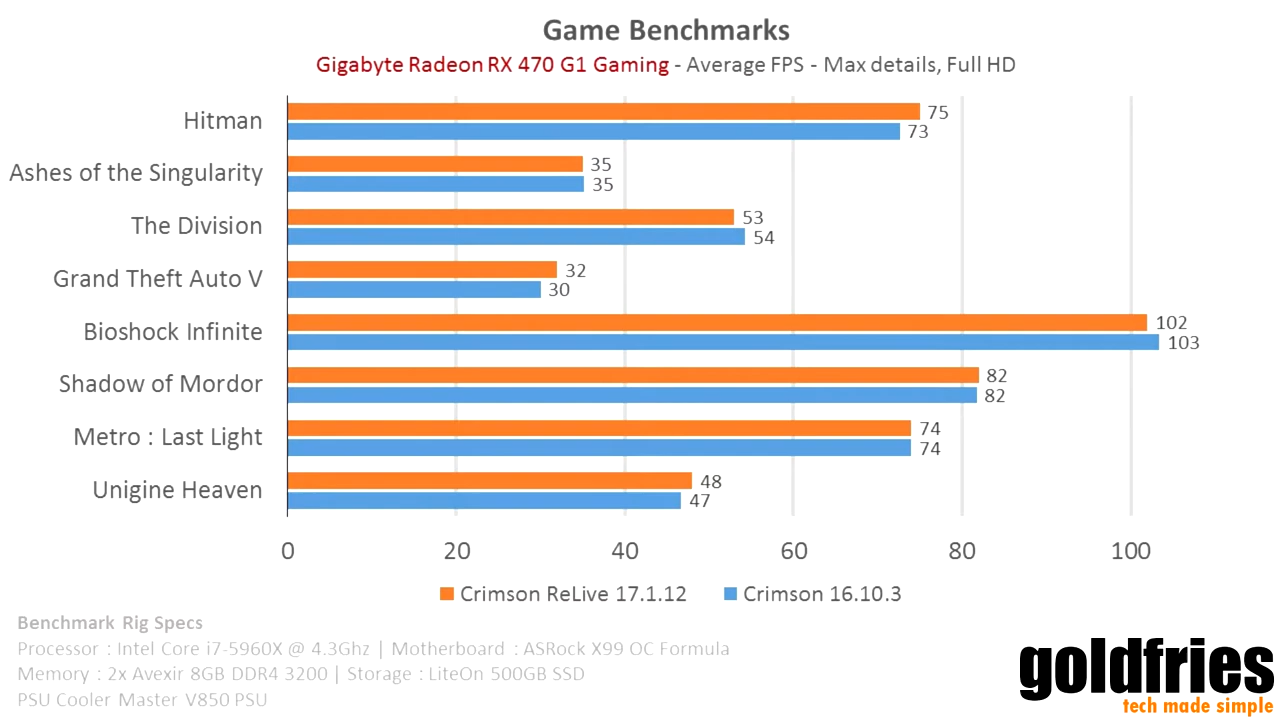 Game Benchmarks
Gigabyte Radeon RX 470 G1 Gaming - Average FPS - Max details, Full HD
Hitman 75
73
Ashes of the Singularity 35
35
The Division 53
54
Grand Theft Auto V 32
30
Bioshock Infinite 102
103
Shadow of Mordor 82
82
Metro : Last Light 74
74
Unigine Heaven 48
47
0 20 40 60 80 100
Crimson ReLive 17.1.12 Crimson 16.10.3
Benchmark Rig Specs
Processor : Intel Core i7-5960X @ 4.3Ghz | Motherboard : ASRock X99 OC Formula
Memory : 2x Avexir 8GB DDR4 3200 | Storage : LiteOn 500GB SSD
PSU Cooler Master V850 PSU
goldfries
tech made simple